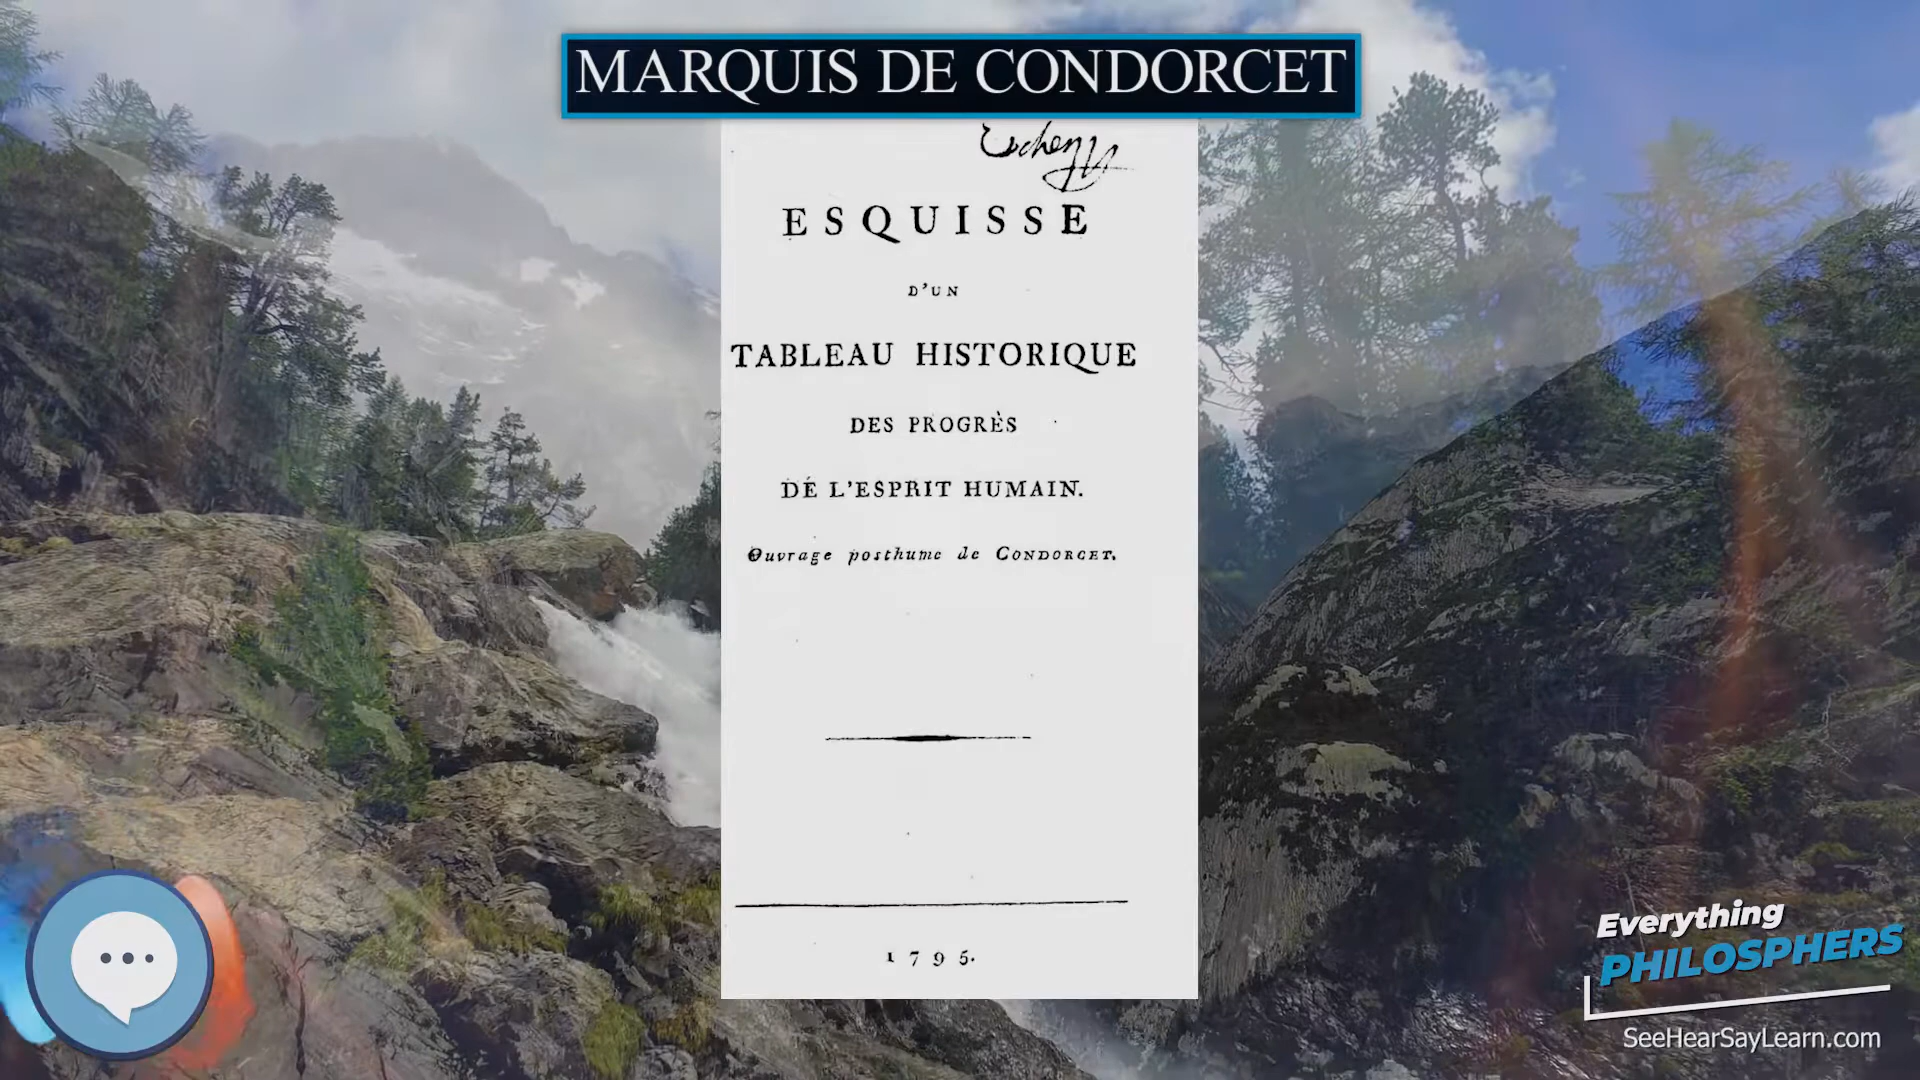 MARQUIS DE CONDORCET
ESQUISSE
D'UN
TABLEAU HISTORIQUE
DES PROGRÈS
DÉ L'ESPRIT HUMAIN.
Ouvrage posthume de CONDORCET.
1795.
Everything
PHILOSPHERS
SeeHearSayLearn.com